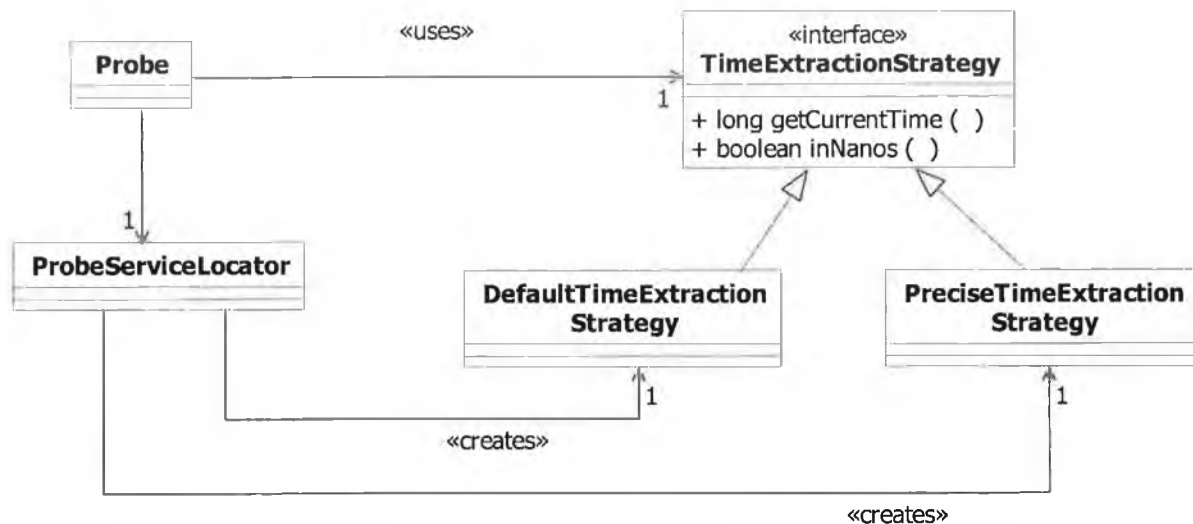 «uses»
«interface»
TimeExtractionStrategy
Probe
1
+ long getCurrentTime ( )
+ boolean inNanos ( )
1
ProbeServiceLocator
DefaultTimeExtraction
Strategy
PreciseTimeExtraction
Strategy
1
1
«creates»
«creates»